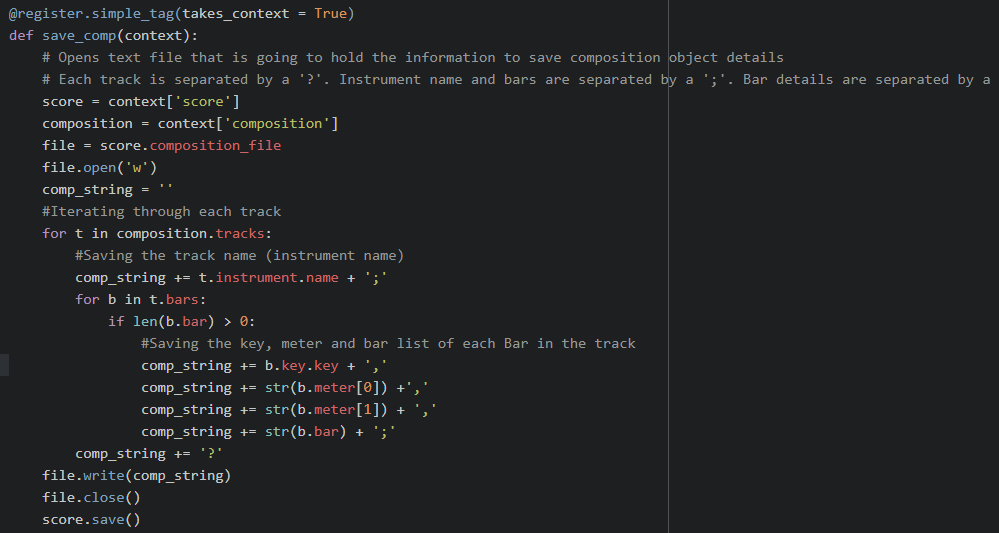 @register.simple_tag(takes_context = True)
def save_comp(context):
    # Opens text file that is going to hold the information to save composition object details
    # Each track is separated by a '?'. Instrument name and bars are separated by a ';'. Bar details are separated by a
    score = context['score']
    composition = context['composition']
    file = score.composition_file
    file.open('w')
    comp_string = ''
    #Iterating through each track
    for t in composition.tracks:
        #Saving the track name (instrument name)
        comp_string += t.instrument.name + ';'
        for b in t.bars:
            if len(b.bar) > 0:
                #Saving the key, meter and bar list of each Bar in the track
                comp_string += b.key.key + ','
                comp_string += str(b.meter[0]) +','
                comp_string += str(b.meter[1]) + ','
                comp_string += str(b.bar) + ';'
        comp_string += '?'
    file.write(comp_string)
    file.close()
    score.save()